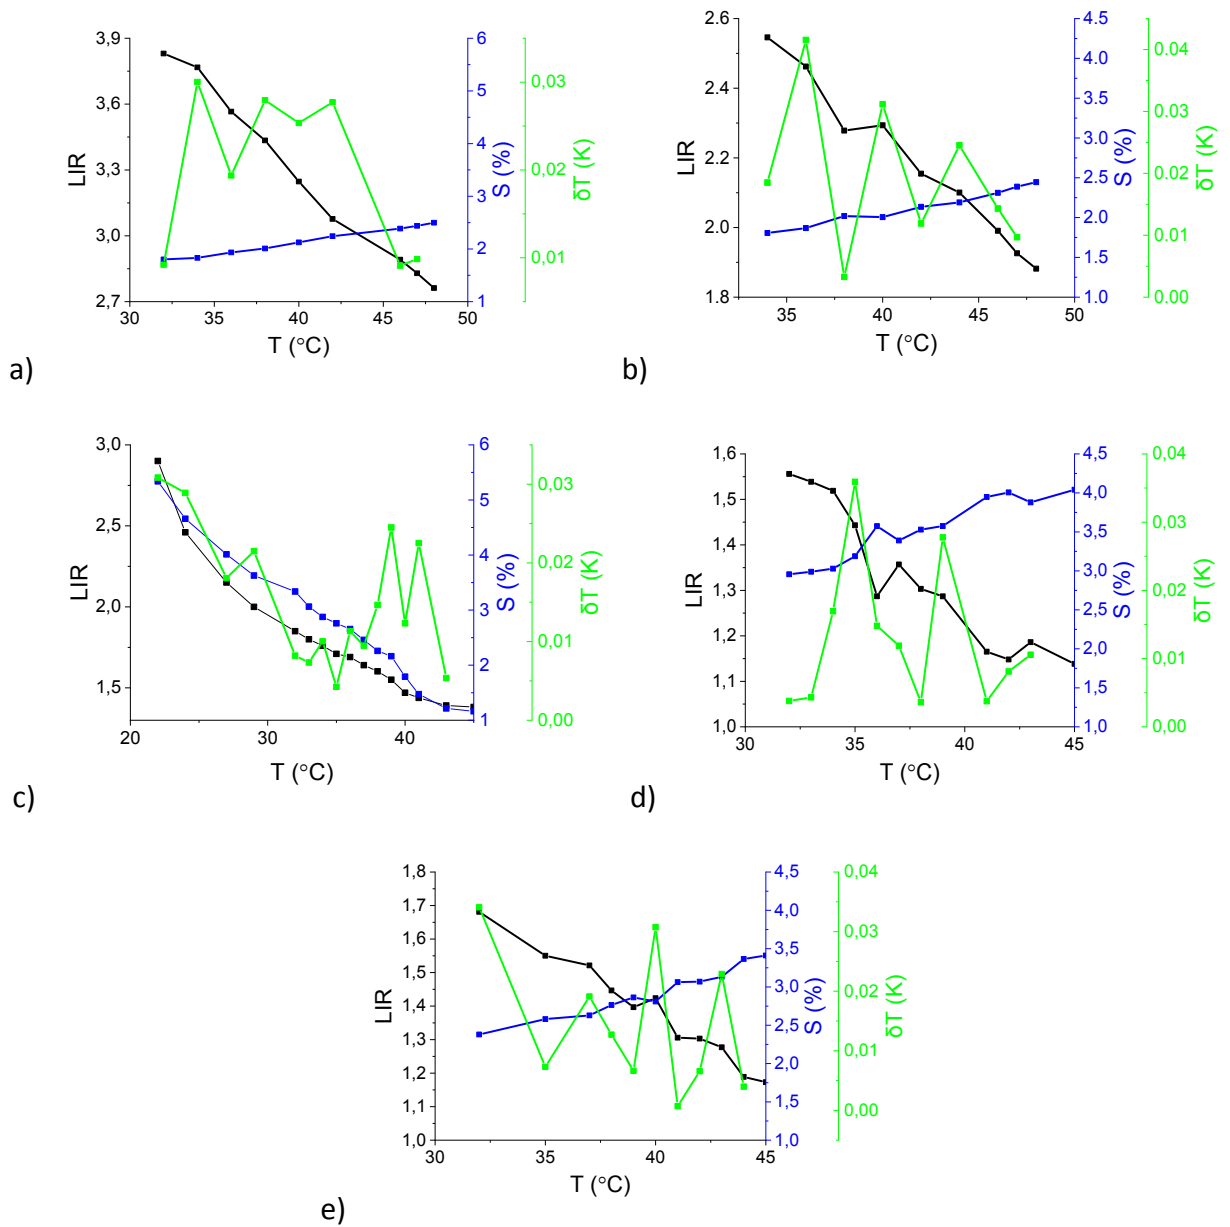 3,9
3,6
3,3
3,0
2,7
LIR
30 35 40 45 50
T (°C)
6
5
4
3
2
1
S (%)
0,03
0,02
0,01
δT (K)
a)
2.6
2.4
2.2
2.0
1.8
LIR
35 40 45 50
T (°C)
4.5
4.0
3.5
3.0
2.5
2.0
1.5
1.0
S (%)
0.04
0.03
0.02
0.01
0.00
δT (K)
b)
3,0
2,5
2,0
1,5
LIR
20 30 40
T (°C)
6
5
4
3
2
1
S (%)
0,03
0,02
0,01
0,00
δT (K)
c)
1,6
1,5
1,4
1,3
1,2
1,1
1,0
LIR
30 35 40 45
T (°C)
4,5
4,0
3,5
3,0
2,5
2,0
1,5
1,0
S (%)
0,04
0,03
0,02
0,01
0,00
δT (K)
d)
1,8
1,7
1,6
1,5
1,4
1,3
1,2
1,1
1,0
LIR
30 35 40 45
T (°C)
4,5
4,0
3,5
3,0
2,5
2,0
1,5
1,0
S (%)
0,04
0,03
0,02
0,01
0,00
δT (K)
e)